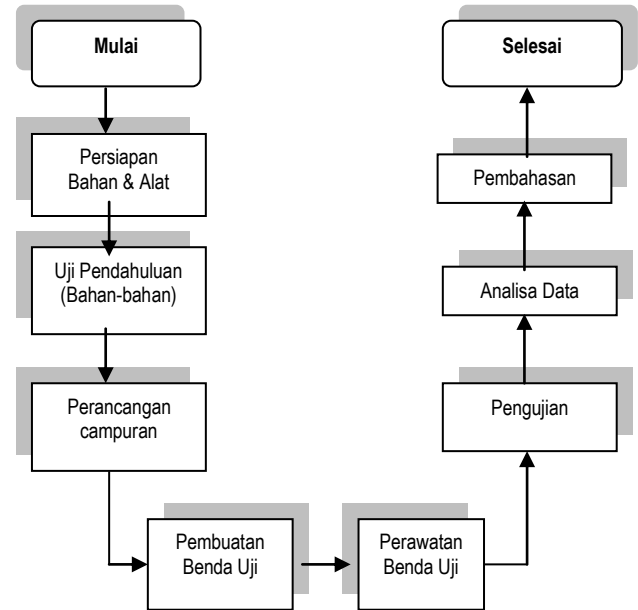 Mulai
Persiapan
Bahan & Alat
Uji Pendahuluan
(Bahan-bahan)
Perancangan
campuran
Pembuatan
Benda Uji
Perawatan
Benda Uji
Pengujian
Analisa Data
Pembahasan
Selesai